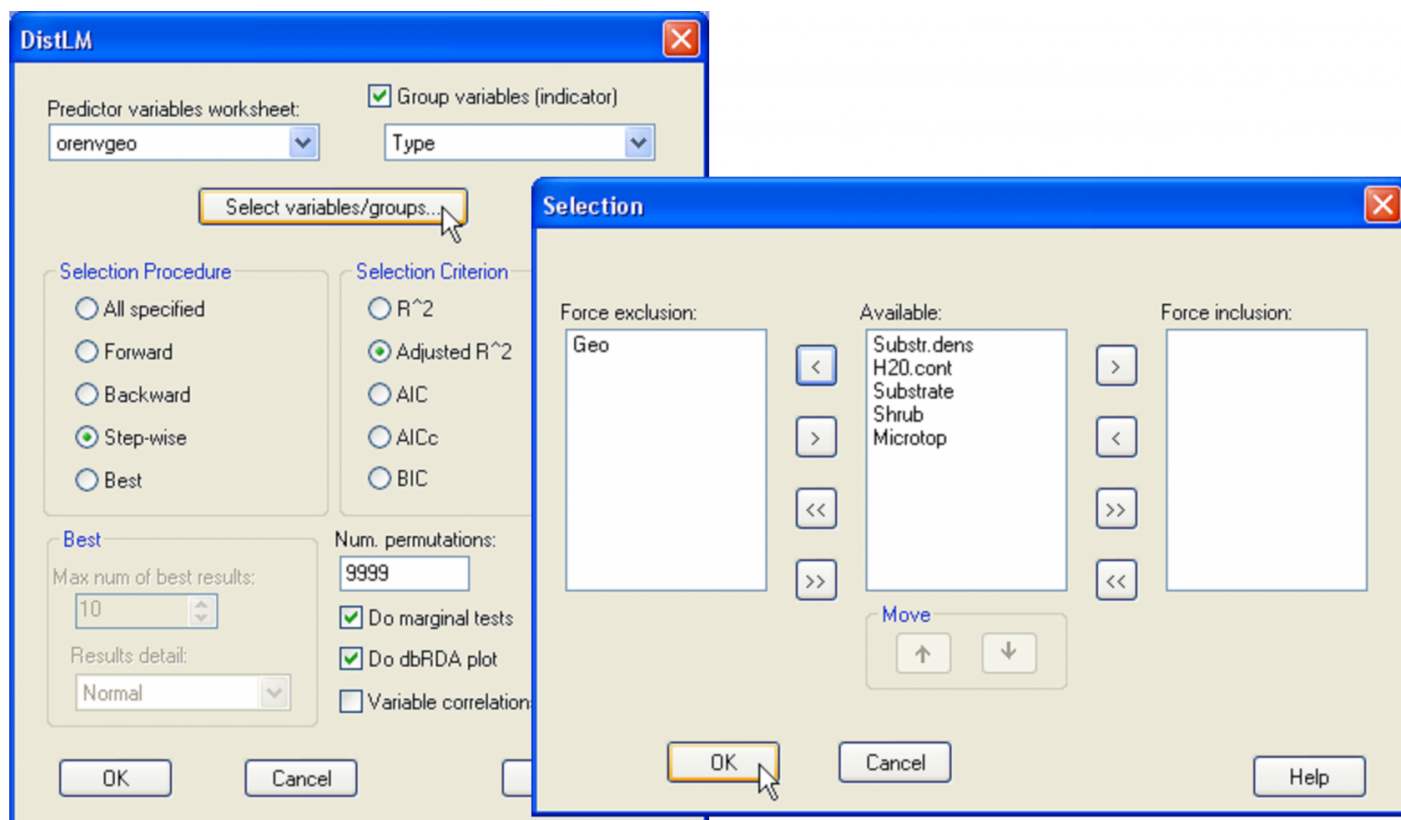 DistLM
Predictor variables worksheet:
Group variables (indicator)
orenvgeo
Type
Select variables/groups...
Selection Procedure
All specified
Forward
Backward
Step-wise
Best
Selection Criterion
R^2
Adjusted R^2
AIC
AICc
BIC
Best
Max num of best results:
10
Results detail:
Normal
Num. permutations:
9999
Do marginal tests
Do dbRDA plot
Variable correlation
OK
Cancel
Selection
Force exclusion:
Geo
<
>
<<
>>
Available:
Substr.dens
H20.cont
Substrate
Shrub
Microtop
>
<
>>
<<
Force inclusion:
Move
OK
Cancel
Help